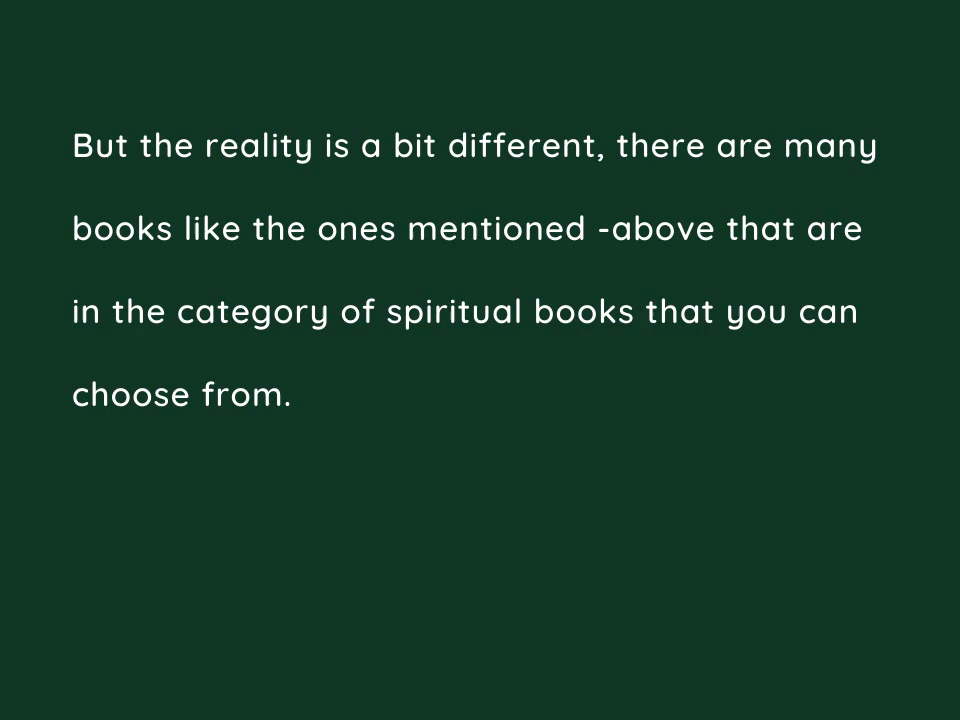 But the reality is a bit different, there are many
books like the ones mentioned -above that are
in the category of spiritual books that you can
choose from.